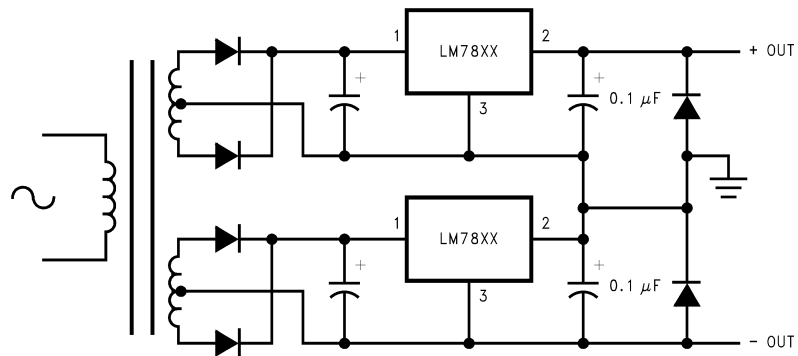 1 LM78XX 2 + OUT
+ + 0.1 μF
3
1 LM78XX 2
+ + 0.1 μF
3
- OUT